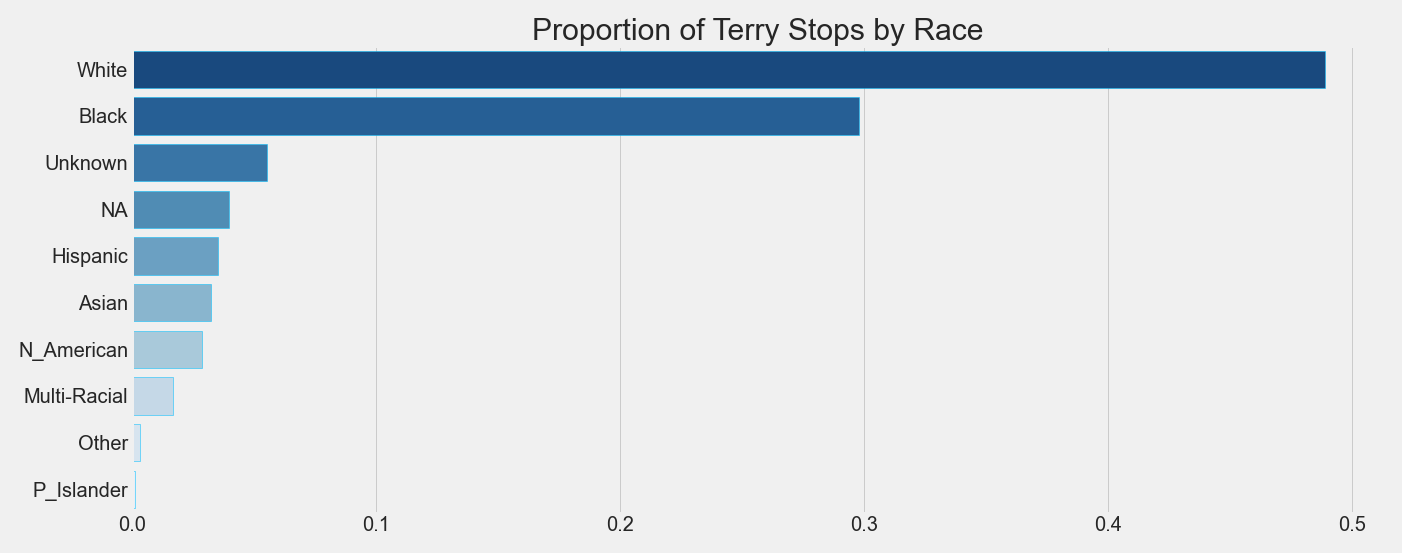 Proportion of Terry Stops by Race
White
Black
Unknown
NA
Hispanic
Asian
N_American
Multi-Racial
Other
P_Islander
0.0 0.1 0.2 0.3 0.4 0.5